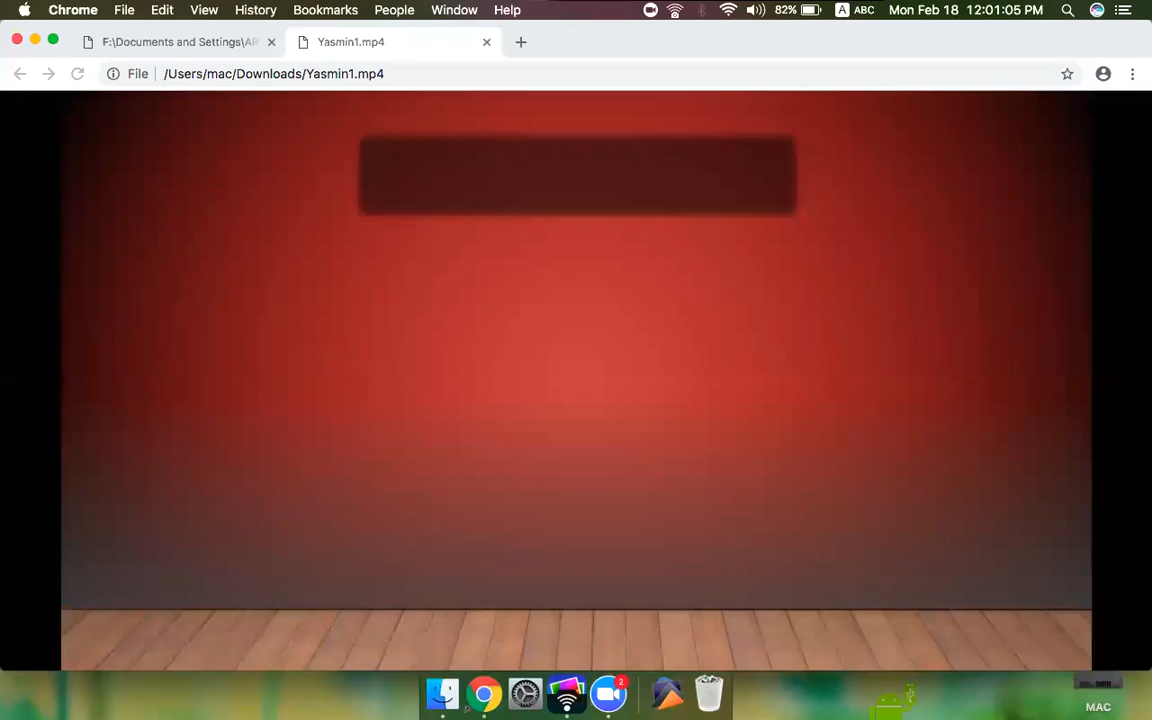 Chrome File Edit View History Bookmarks People Window Help 82% A ABC Mon Feb 18 12:01:05 PM
F:\Documents and Settings\AF Yasmin1.mp4
File /Users/mac/Downloads/Yasmin1.mp4
2
MAC